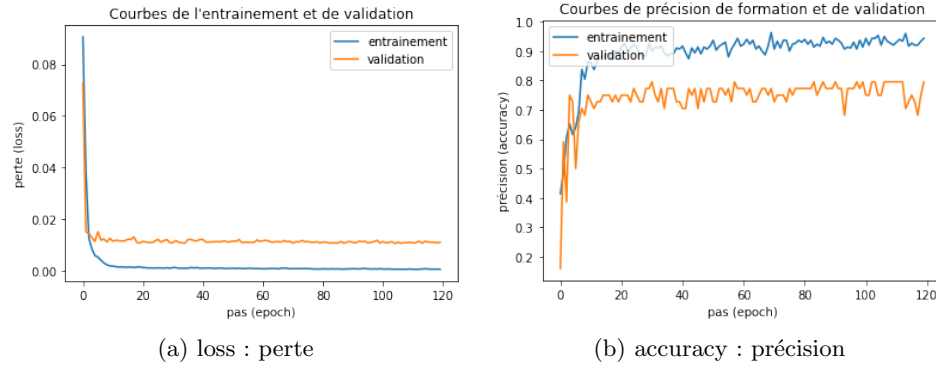 Courbes de l'entrainement et de validation
entrainement
validation
0.08
0.06
0.04
0.02
0.00
perte (loss)
0 20 40 60 80 100 120
pas (epoch)
(a) loss : perte
Courbes de précision de formation et de validation
entrainement
validation
1.0
0.9
0.8
0.7
0.6
0.5
0.4
0.3
0.2
précision (accuracy)
0 20 40 60 80 100 120
pas (epoch)
(b) accuracy : précision